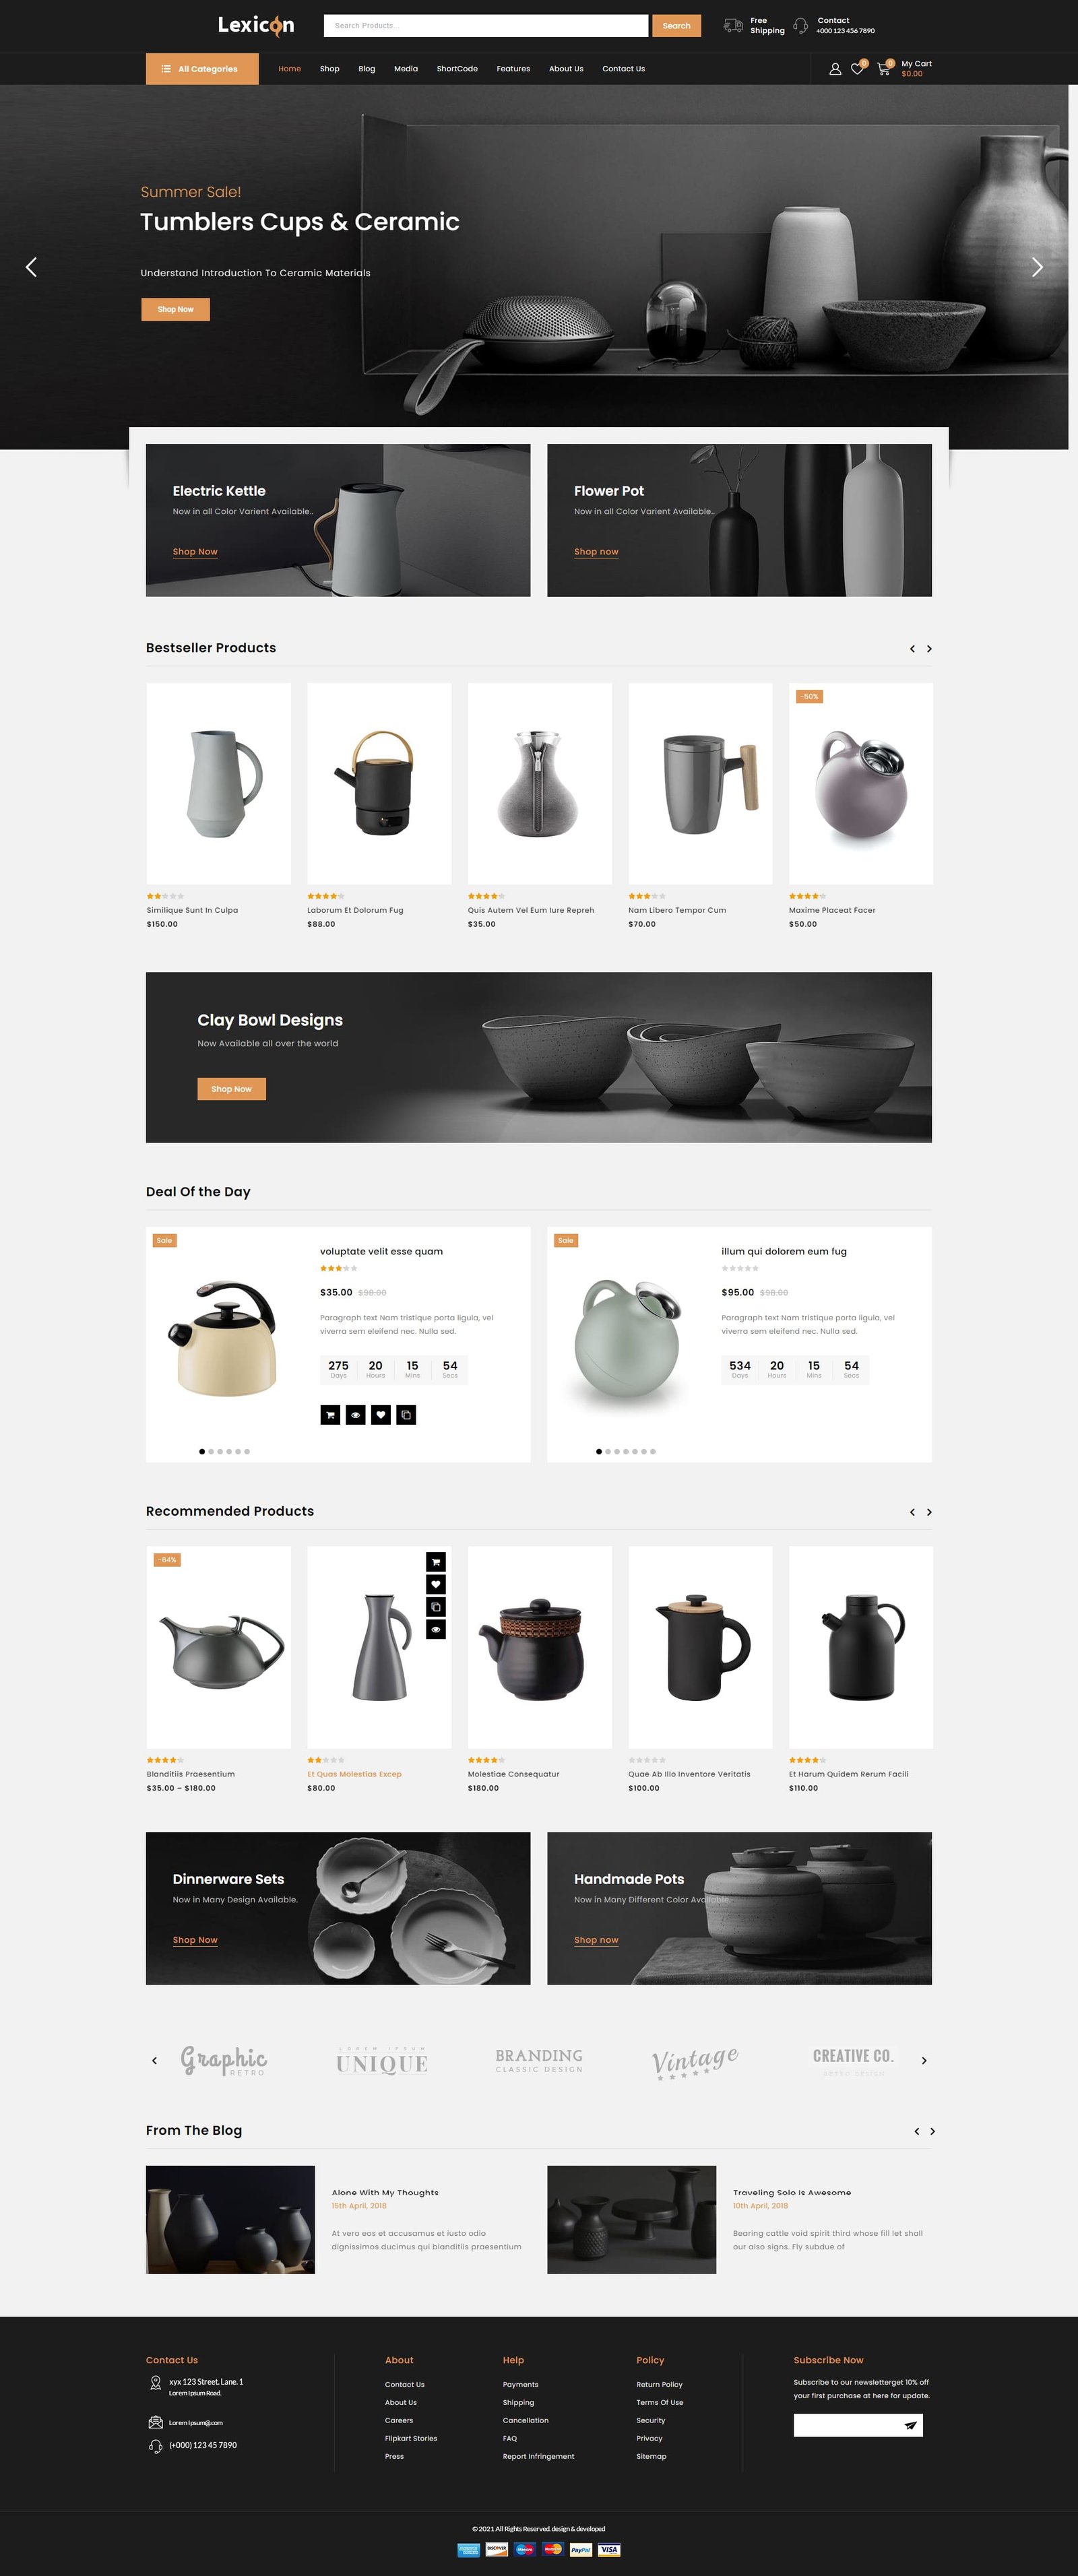 Lexicon
Search Products...
Search
Free
Shipping
Contact
+000 123 456 7890
All Categories
Home
Shop
Blog
Media
ShortCode
Features
About Us
Contact Us
0
0
My Cart
$0.00
Summer Sale!
Tumblers Cups & Ceramic
Understand Introduction To Ceramic Materials
Shop Now
Electric Kettle
Now in all Color Varient Available..
Shop Now
Flower Pot
Now in all Color Varient Available..
Shop now
Bestseller Products
-50%
Similique Sunt In Culpa
$150.00
Laborum Et Dolorum Fug
$88.00
Quis Autem Vel Eum Iure Repreh
$35.00
Nam Libero Tempor Cum
$70.00
Maxime Placeat Facer
$50.00
Clay Bowl Designs
Now Available all over the world
Shop Now
Deal Of the Day
Sale
voluptate velit esse quam
$35.00 $98.00
Paragraph text Nam tristique porta ligula, vel
viverra sem eleifend nec. Nulla sed.
275 20 15 54
Days Hours Mins Secs
Sale
illum qui dolorem eum fug
$95.00 $98.00
Paragraph text Nam tristique porta ligula, vel
viverra sem eleifend nec. Nulla sed.
534 20 15 54
Days Hours Mins Secs
Recommended Products
-64%
Blanditiis Praesentium
$35.00 – $180.00
Et Quas Molestias Excep
$80.00
Molestiae Consequatur
$180.00
Quae Ab Illo Inventore Veritatis
$100.00
Et Harum Quidem Rerum Facili
$110.00
Dinnerware Sets
Now in Many Design Available.
Shop Now
Handmade Pots
Now in Many Different Color Available.
Shop now
Graphic
RETRO
LOREM IPSUM
UNIQUE
BRANDING
CLASSIC DESIGN
Vintage
CREATIVE CO.
RETRO DESIGN
From The Blog
Alone With My Thoughts
15th April, 2018
At vero eos et accusamus et iusto odio
dignissimos ducimus qui blanditiis praesentium
Traveling Solo Is Awesome
10th April, 2018
Bearing cattle void spirit third whose fill let shall
our also signs. Fly subdue of
Contact Us
xyx 123 Street. Lane. 1
Lorem Ipsum Road.
Lorem Ipsum@.com
(+000) 123 45 7890
About
Contact Us
About Us
Careers
Flipkart Stories
Press
Help
Payments
Shipping
Cancellation
FAQ
Report Infringement
Policy
Return Policy
Terms Of Use
Security
Privacy
Sitemap
Subscribe Now
Subscribe to our newsletterget 10% off
your first purchase at here for update.
© 2021 All Rights Reserved. design & developed
DISCOVER
Maestro
MasterCard
PayPal
VISA